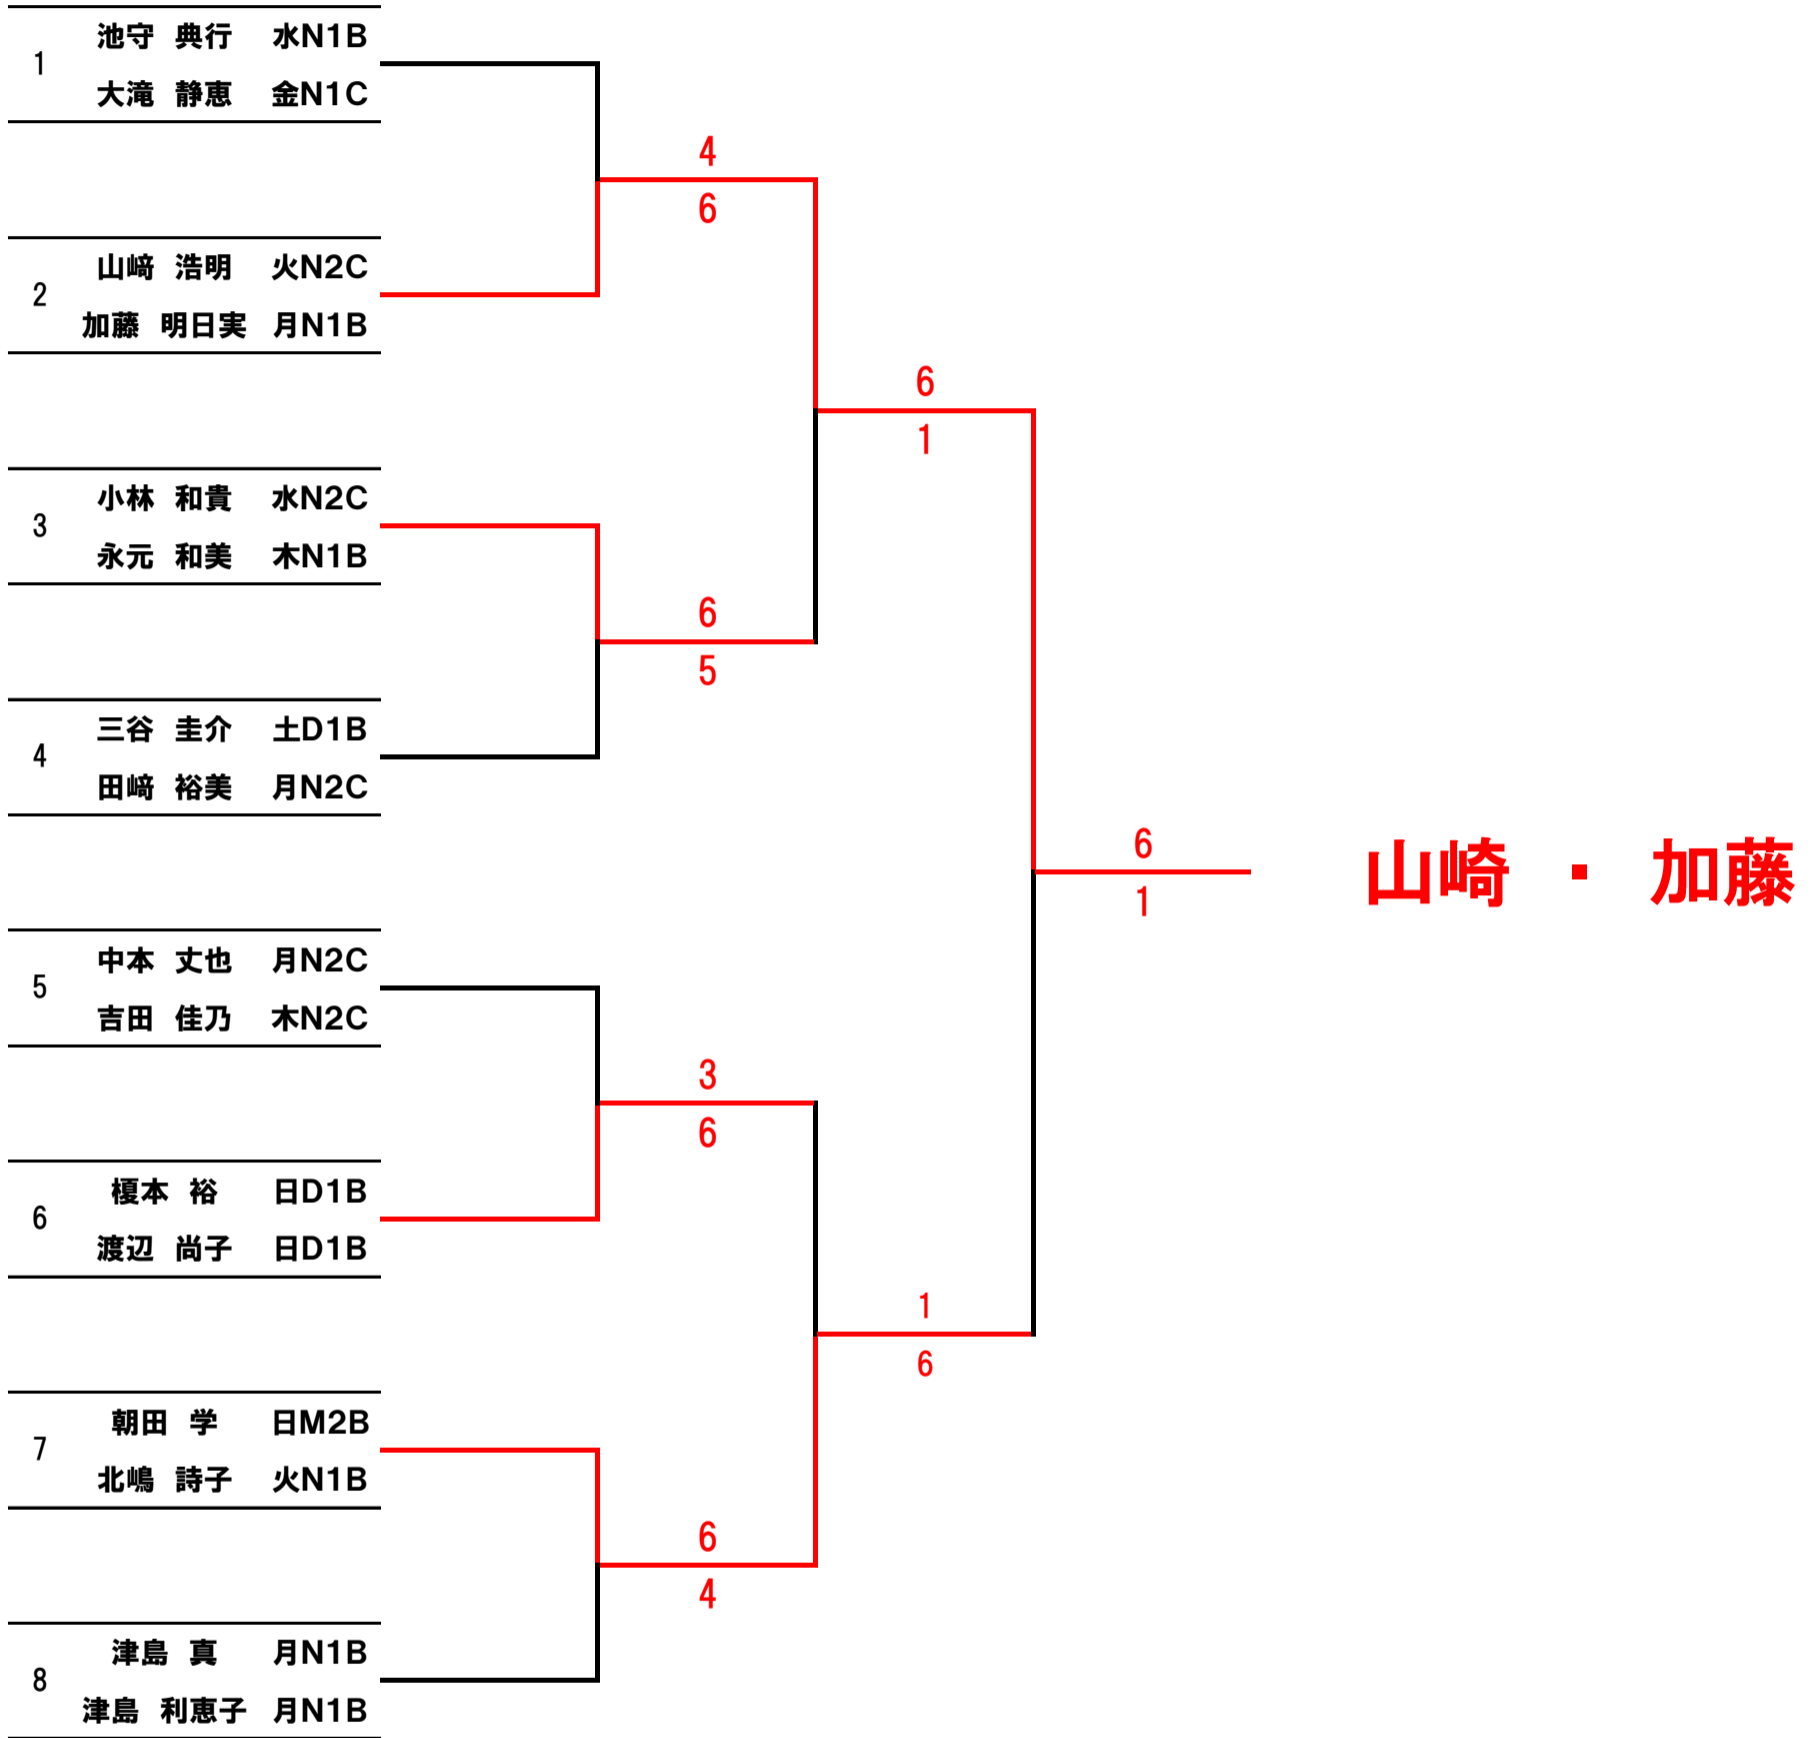 池守 典行 水N1B
1
大滝 静恵 金N1C
4
6
山﨑 浩明 火N2C
2
加藤 明日実 月N1B
6
1
小林 和貴 水N2C
3
永元 和美 木N1B
6
5
三谷 圭介 土D1B
4
田﨑 裕美 月N2C
6
山崎 ・ 加藤
1
中本 丈也 月N2C
5
吉田 佳乃 木N2C
3
6
榎本 裕 日D1B
6
渡辺 尚子 日D1B
1
6
朝田 学 日M2B
7
北嶋 詩子 火N1B
6
4
津島 真 月N1B
8
津島 利恵子 月N1B